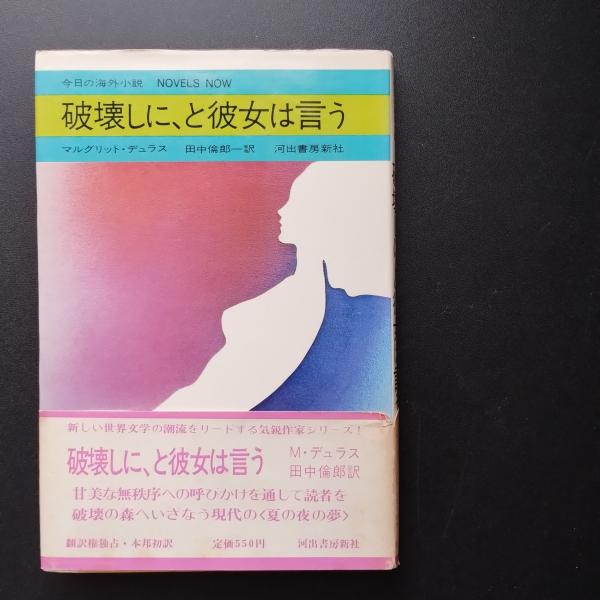 今日の海外小説 NOVELS NOW
破壊しに、と彼女は言う
マルグリット・デュラス 田中倫郎一訳 河出書房新社
新しい世界文学の潮流をリードする気鋭作家シリーズ!
破壊しに、と彼女は言う
M・デュラス
田中倫郎訳
甘美な無秩序への呼びかけを通して読者を
破壊の森へいざなう現代の〈夏の夜の夢〉
翻訳権独占・本邦初訳 定価550円 河出書房新社